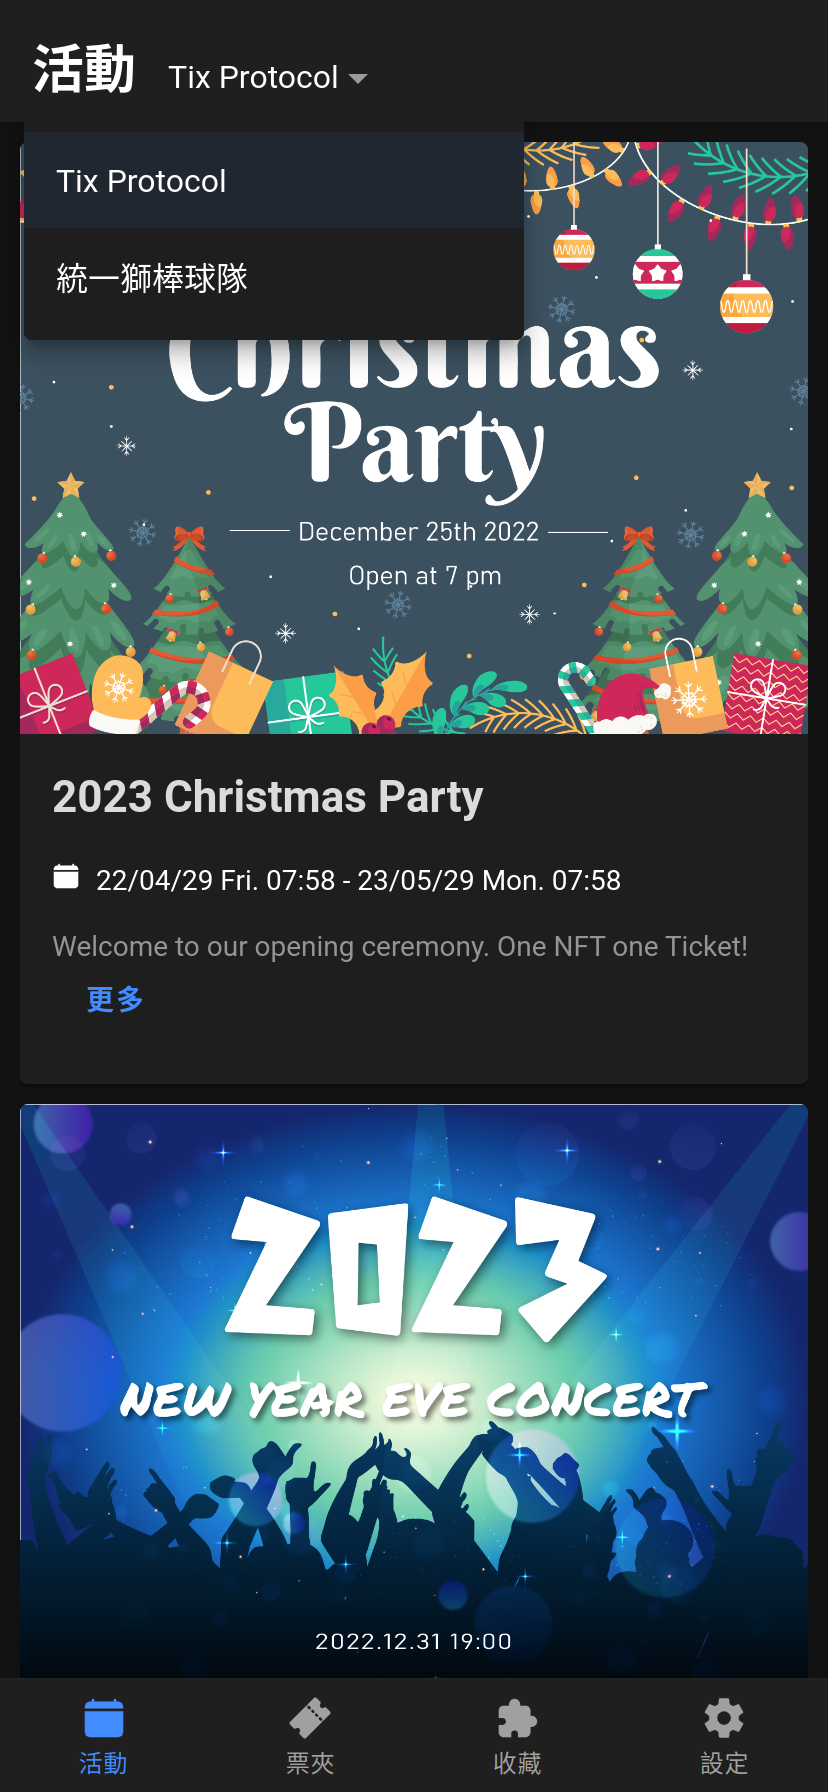 活動 Tix Protocol
Tix Protocol
統一獅棒球隊
Christmas
Party
December 25th 2022
Open at 7 pm
2023 Christmas Party
22/04/29 Fri. 07:58 - 23/05/29 Mon. 07:58
Welcome to our opening ceremony. One NFT one Ticket!
更多
2023
NEW YEAR EVE CONCERT
2022.12.31 19:00
活動 票夾 收藏 設定